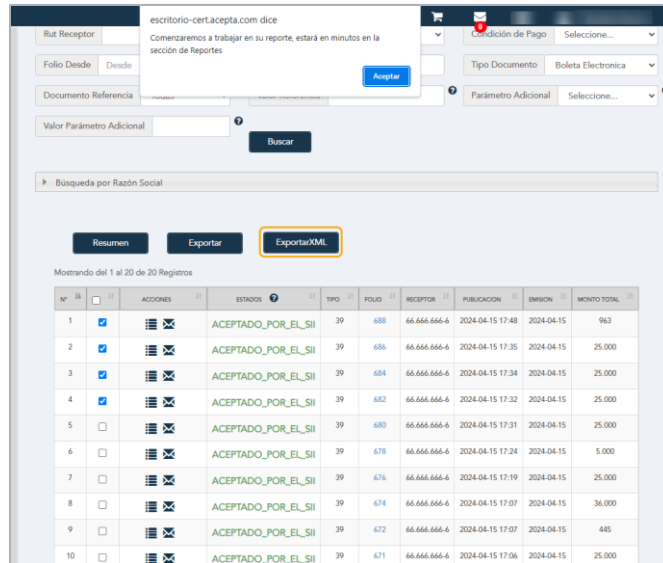 escritorio-cert.acepta.com dice
Comenzaremos a trabajar en su reporte, estará en minutos en la
sección de Reportes
Aceptar
0
Rut Receptor
Condición de Pago Seleccione...
Folio Desde Desde
Tipo Documento Boleta Electronica
Documento Referencia
Parámetro Adicional Seleccione...
Valor Parámetro Adicional
Buscar
Búsqueda por Razón Social
Resumen Exportar ExportarXML
Mostrando del 1 al 20 de 20 Registros
N° ACCIONES ESTADOS TIPO FOLIO RECEPTOR PUBLICACION EMISION MONTO TOTAL
1 ACEPTADO_POR_EL_SII 39 688 66.666.666-6 2024-04-15 17:48 2024-04-15 963
2 ACEPTADO_POR_EL_SII 39 686 66.666.666-6 2024-04-15 17:35 2024-04-15 25.000
3 ACEPTADO_POR_EL_SII 39 684 66.666.666-6 2024-04-15 17:34 2024-04-15 25.000
4 ACEPTADO_POR_EL_SII 39 682 66.666.666-6 2024-04-15 17:32 2024-04-15 25.000
5 ACEPTADO_POR_EL_SII 39 680 66.666.666-6 2024-04-15 17:31 2024-04-15 25.000
6 ACEPTADO_POR_EL_SII 39 678 66.666.666-6 2024-04-15 17:24 2024-04-15 5.000
7 ACEPTADO_POR_EL_SII 39 676 66.666.666-6 2024-04-15 17:19 2024-04-15 25.000
8 ACEPTADO_POR_EL_SII 39 674 66.666.666-6 2024-04-15 17:07 2024-04-15 36.000
9 ACEPTADO_POR_EL_SII 39 672 66.666.666-6 2024-04-15 17:07 2024-04-15 445
10 ACEPTADO_POR_EL_SII 39 671 66.666.666-6 2024-04-15 17:06 2024-04-15 25.000